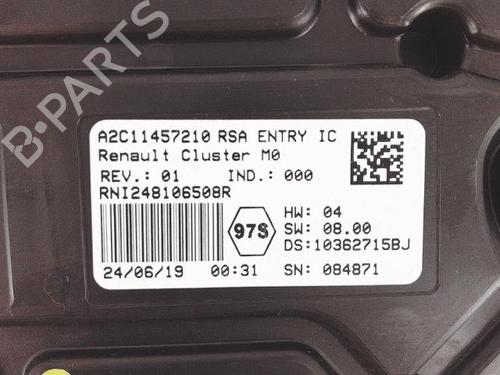 A2C11457210 RSA ENTRY IC
Renault Cluster M0
REV.: 01 IND.: 000
RNI248106508R
97S
HW: 04
SW: 08.00
DS:10362715BJ
24/06/19 00:31 SN: 084871
B-PARTS